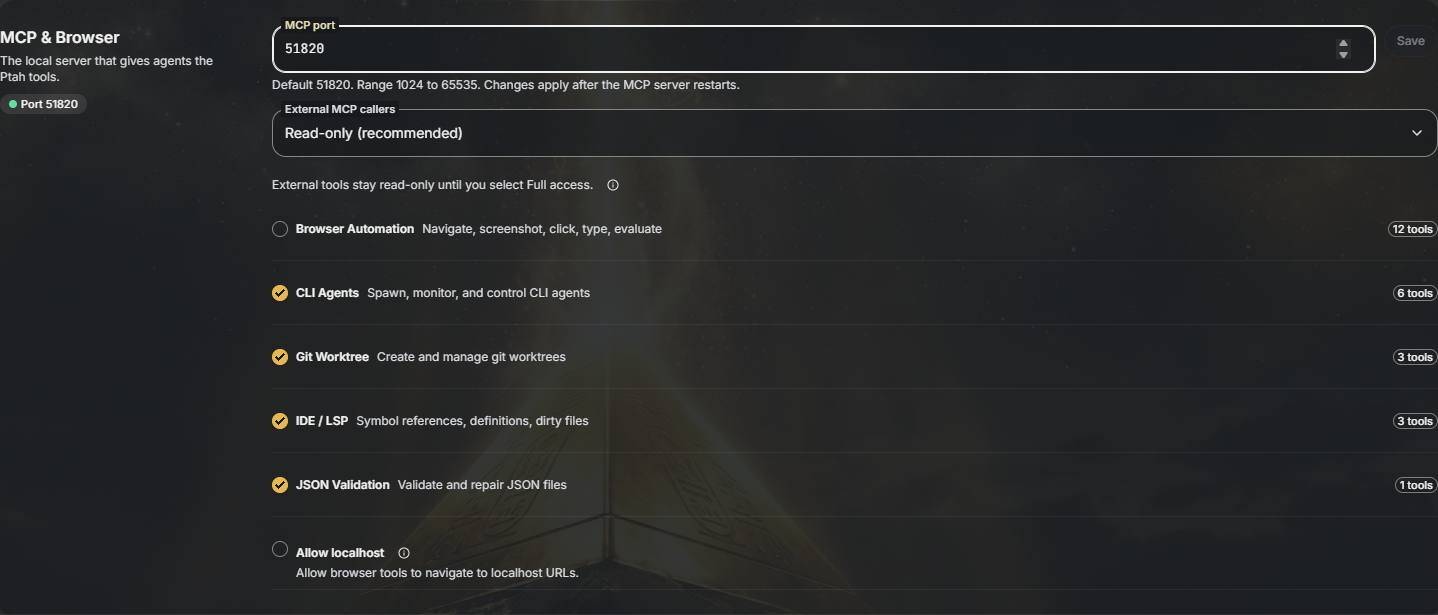 MCP & Browser
The local server that gives agents the
Ptah tools.
Port 51820
MCP port
51820
Save
Default 51820. Range 1024 to 65535. Changes apply after the MCP server restarts.
External MCP callers
Read-only (recommended)
External tools stay read-only until you select Full access.
Browser Automation Navigate, screenshot, click, type, evaluate
12 tools
CLI Agents Spawn, monitor, and control CLI agents
6 tools
Git Worktree Create and manage git worktrees
3 tools
IDE / LSP Symbol references, definitions, dirty files
3 tools
JSON Validation Validate and repair JSON files
1 tools
Allow localhost
Allow browser tools to navigate to localhost URLs.